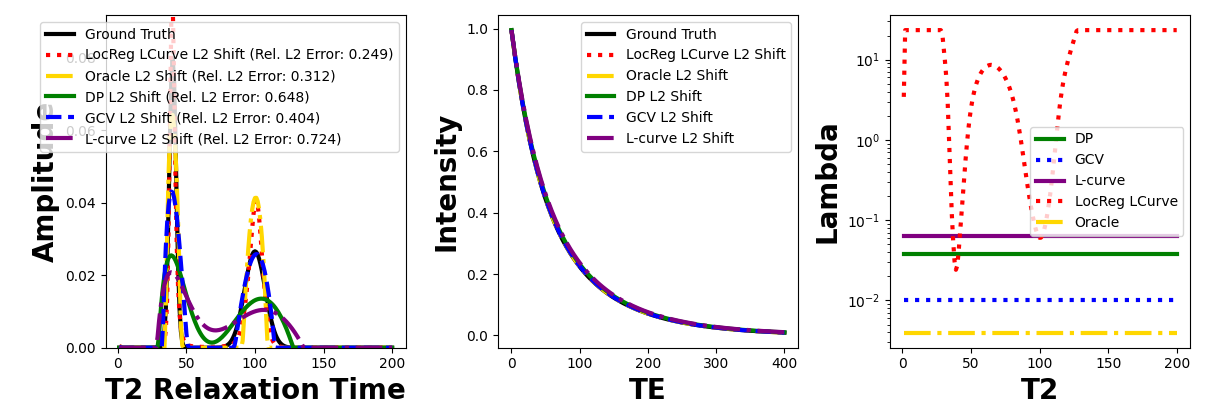 Amplitude
0.08
0.06
0.04
0.02
0.00
Ground Truth
LocReg LCurve L2 Shift (Rel. L2 Error: 0.249)
Oracle L2 Shift (Rel. L2 Error: 0.312)
DP L2 Shift (Rel. L2 Error: 0.648)
GCV L2 Shift (Rel. L2 Error: 0.404)
L-curve L2 Shift (Rel. L2 Error: 0.724)
0 50 100 150 200
T2 Relaxation Time
Intensity
1.0
0.8
0.6
0.4
0.2
0.0
Ground Truth
LocReg LCurve L2 Shift
Oracle L2 Shift
DP L2 Shift
GCV L2 Shift
L-curve L2 Shift
0 100 200 300 400
TE
Lambda
10¹
10⁰
10⁻¹
10⁻²
DP
GCV
L-curve
LocReg LCurve
Oracle
0 50 100 150 200
T2